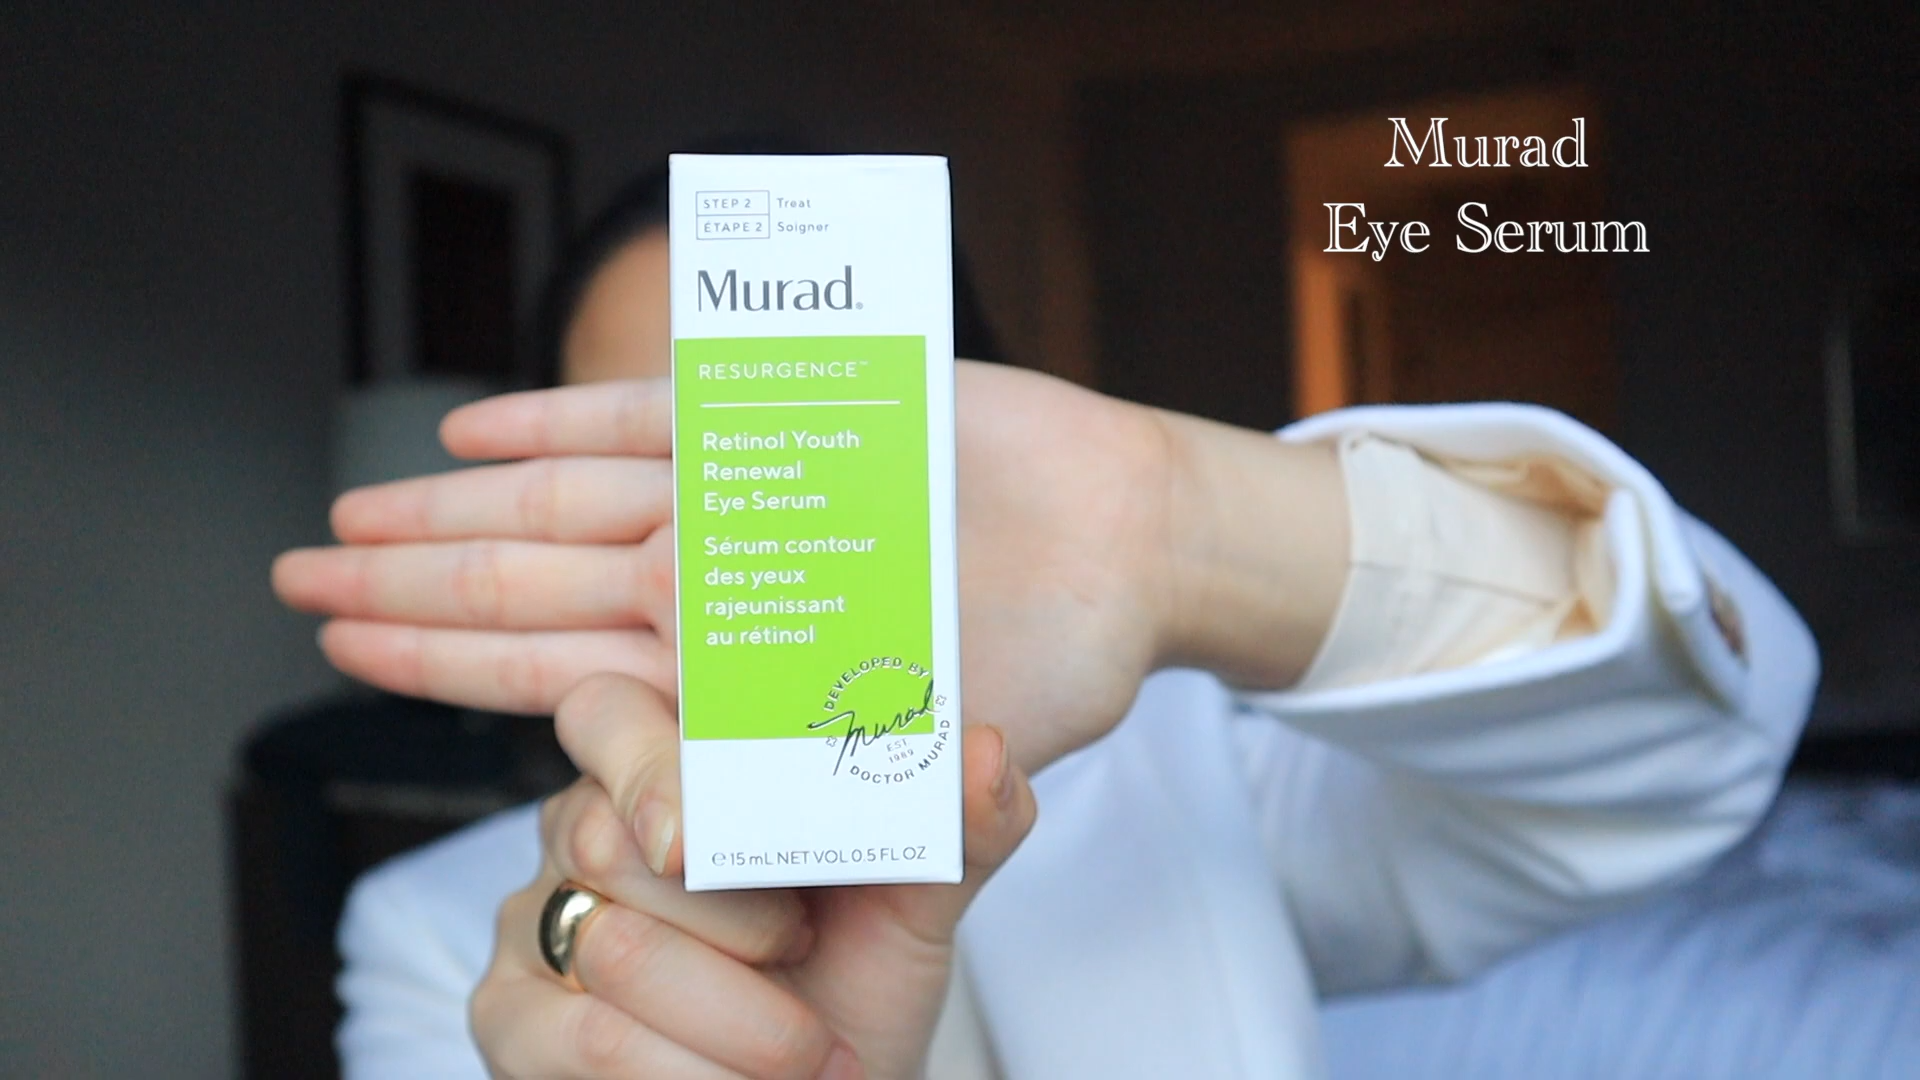 STEP 2 Treat
ÉTAPE 2 Soigner
Murad®
RESURGENCE™
Retinol Youth
Renewal
Eye Serum
Sérum contour
des yeux
rajeunissant
au rétinol
DEVELOPED BY
Murad
EST.
1989
DOCTOR MURAD
℮ 15 mL NET VOL 0.5 FL OZ
Murad
Eye Serum